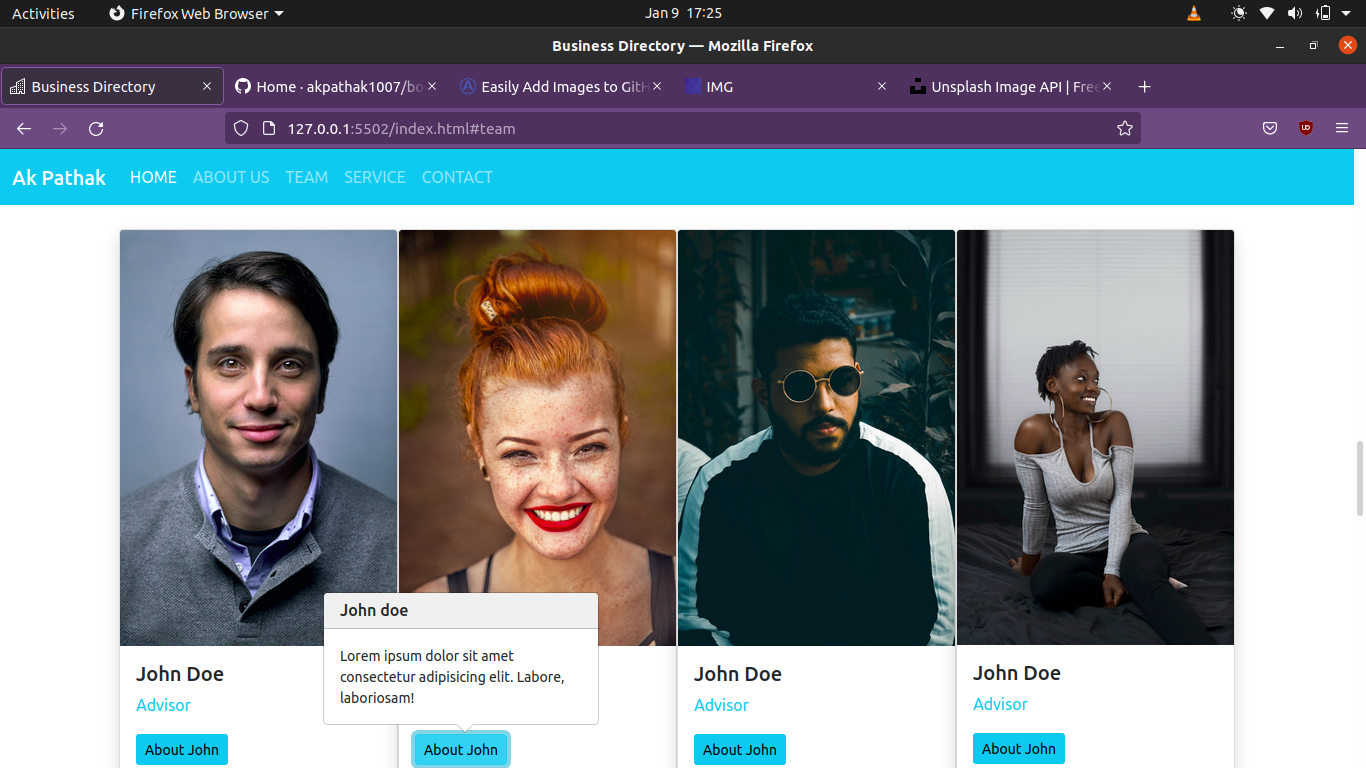 Activities
Firefox Web Browser
Jan 9 17:25
Business Directory — Mozilla Firefox
Business Directory
Home · akpathak1007/bo
Easily Add Images to GitH
IMG
Unsplash Image API | Free
127.0.0.1:5502/index.html#team
Ak Pathak
HOME
ABOUT US
TEAM
SERVICE
CONTACT
John doe
Lorem ipsum dolor sit amet
consectetur adipisicing elit. Labore,
laboriosam!
John Doe
Advisor
About John
About John
John Doe
Advisor
About John
John Doe
Advisor
About John